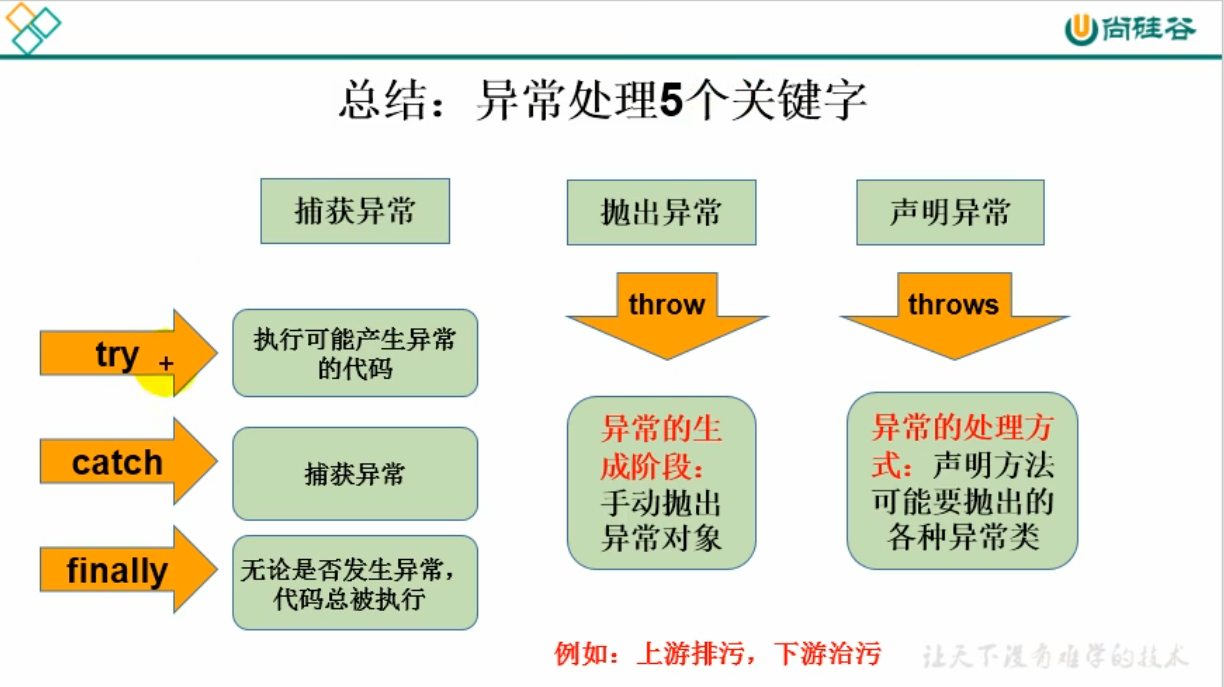 尚硅谷
总结：异常处理5个关键字
捕获异常
抛出异常
声明异常
throw
throws
try
执行可能产生异常
的代码
catch
捕获异常
finally
无论是否发生异常，
代码总被执行
异常的生
成阶段：
手动抛出
异常对象
异常的处理方
式：声明方法
可能要抛出的
各种异常类
例如：上游排污，下游治污
让天下没有难学的技术